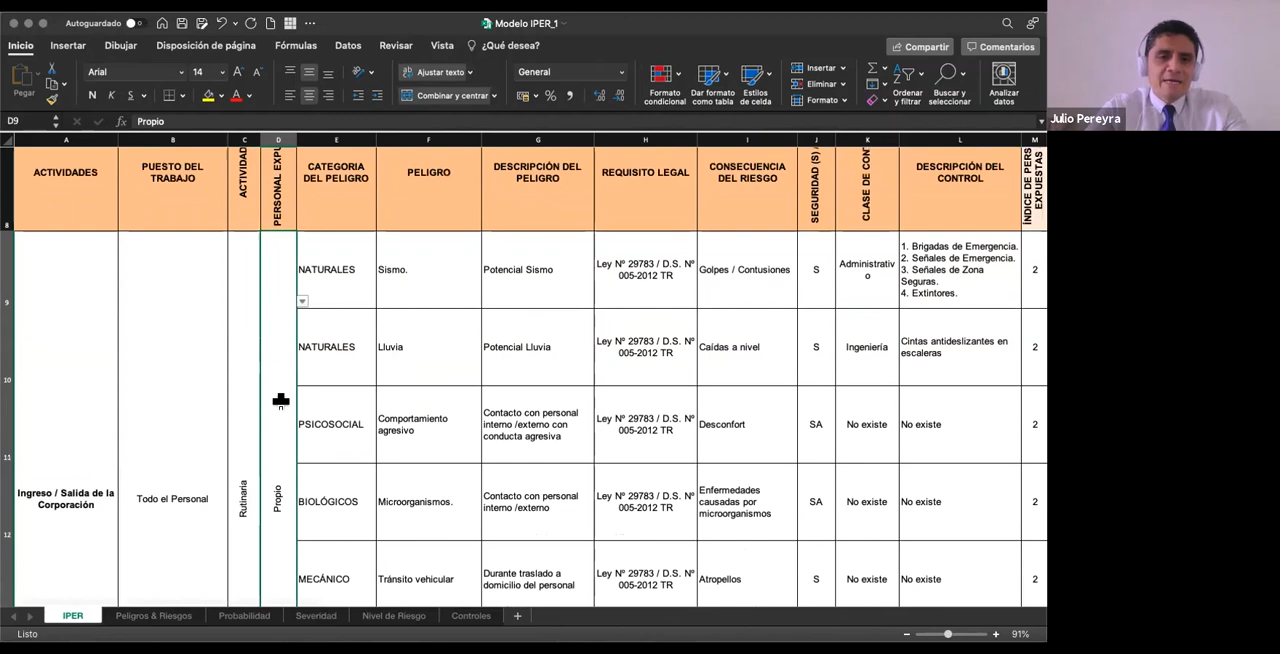 Autoguardado
Modelo IPER_1
Inicio Insertar Dibujar Disposición de página Fórmulas Datos Revisar Vista ¿Qué desea?
Compartir Comentarios
Pegar
Arial 14
N K S
Ajustar texto
Combinar y centrar
General
Formato condicional
Dar formato como tabla
Estilos de celda
Insertar
Eliminar
Formato
Ordenar y filtrar
Buscar y seleccionar
Analizar datos
D9 fx Propio
Julio Pereyra
A B C D E F G H I J K L M
8
ACTIVIDADES
PUESTO DEL
TRABAJO
ACTIVIDAD
PERSONAL EXPU
CATEGORIA
DEL PELIGRO
PELIGRO
DESCRIPCIÓN DEL
PELIGRO
REQUISITO LEGAL
CONSECUENCIA
DEL RIESGO
SEGURIDAD (S)
CLASE DE CONT
DESCRIPCIÓN DEL
CONTROL
ÍNDICE DE PERS
EXPUESTAS
Ingreso / Salida de la
Corporación
Todo el Personal
Rutinaria
Propio
9
NATURALES
Sismo.
Potencial Sismo
Ley Nº 29783 / D.S. Nº
005-2012 TR
Golpes / Contusiones
S
Administrativ
o
1. Brigadas de Emergencia.
2. Señales de Emergencia.
3. Señales de Zona
Seguras.
4. Extintores.
2
10
NATURALES
Lluvia
Potencial Lluvia
Ley Nº 29783 / D.S. Nº
005-2012 TR
Caídas a nivel
S
Ingeniería
Cintas antideslizantes en
escaleras
2
11
PSICOSOCIAL
Comportamiento
agresivo
Contacto con personal
interno /externo con
conducta agresiva
Ley Nº 29783 / D.S. Nº
005-2012 TR
Desconfort
SA
No existe
No existe
2
12
BIOLÓGICOS
Microorganismos.
Contacto con personal
interno /externo
Ley Nº 29783 / D.S. Nº
005-2012 TR
Enfermedades
causadas por
microorganismos
SA
No existe
No existe
2
MECÁNICO
Tránsito vehicular
Durante traslado a
domicilio del personal
Ley Nº 29783 / D.S. Nº
005-2012 TR
Atropellos
S
No existe
No existe
2
IPER Peligros & Riesgos Probabilidad Severidad Nivel de Riesgo Controles
Listo
91%